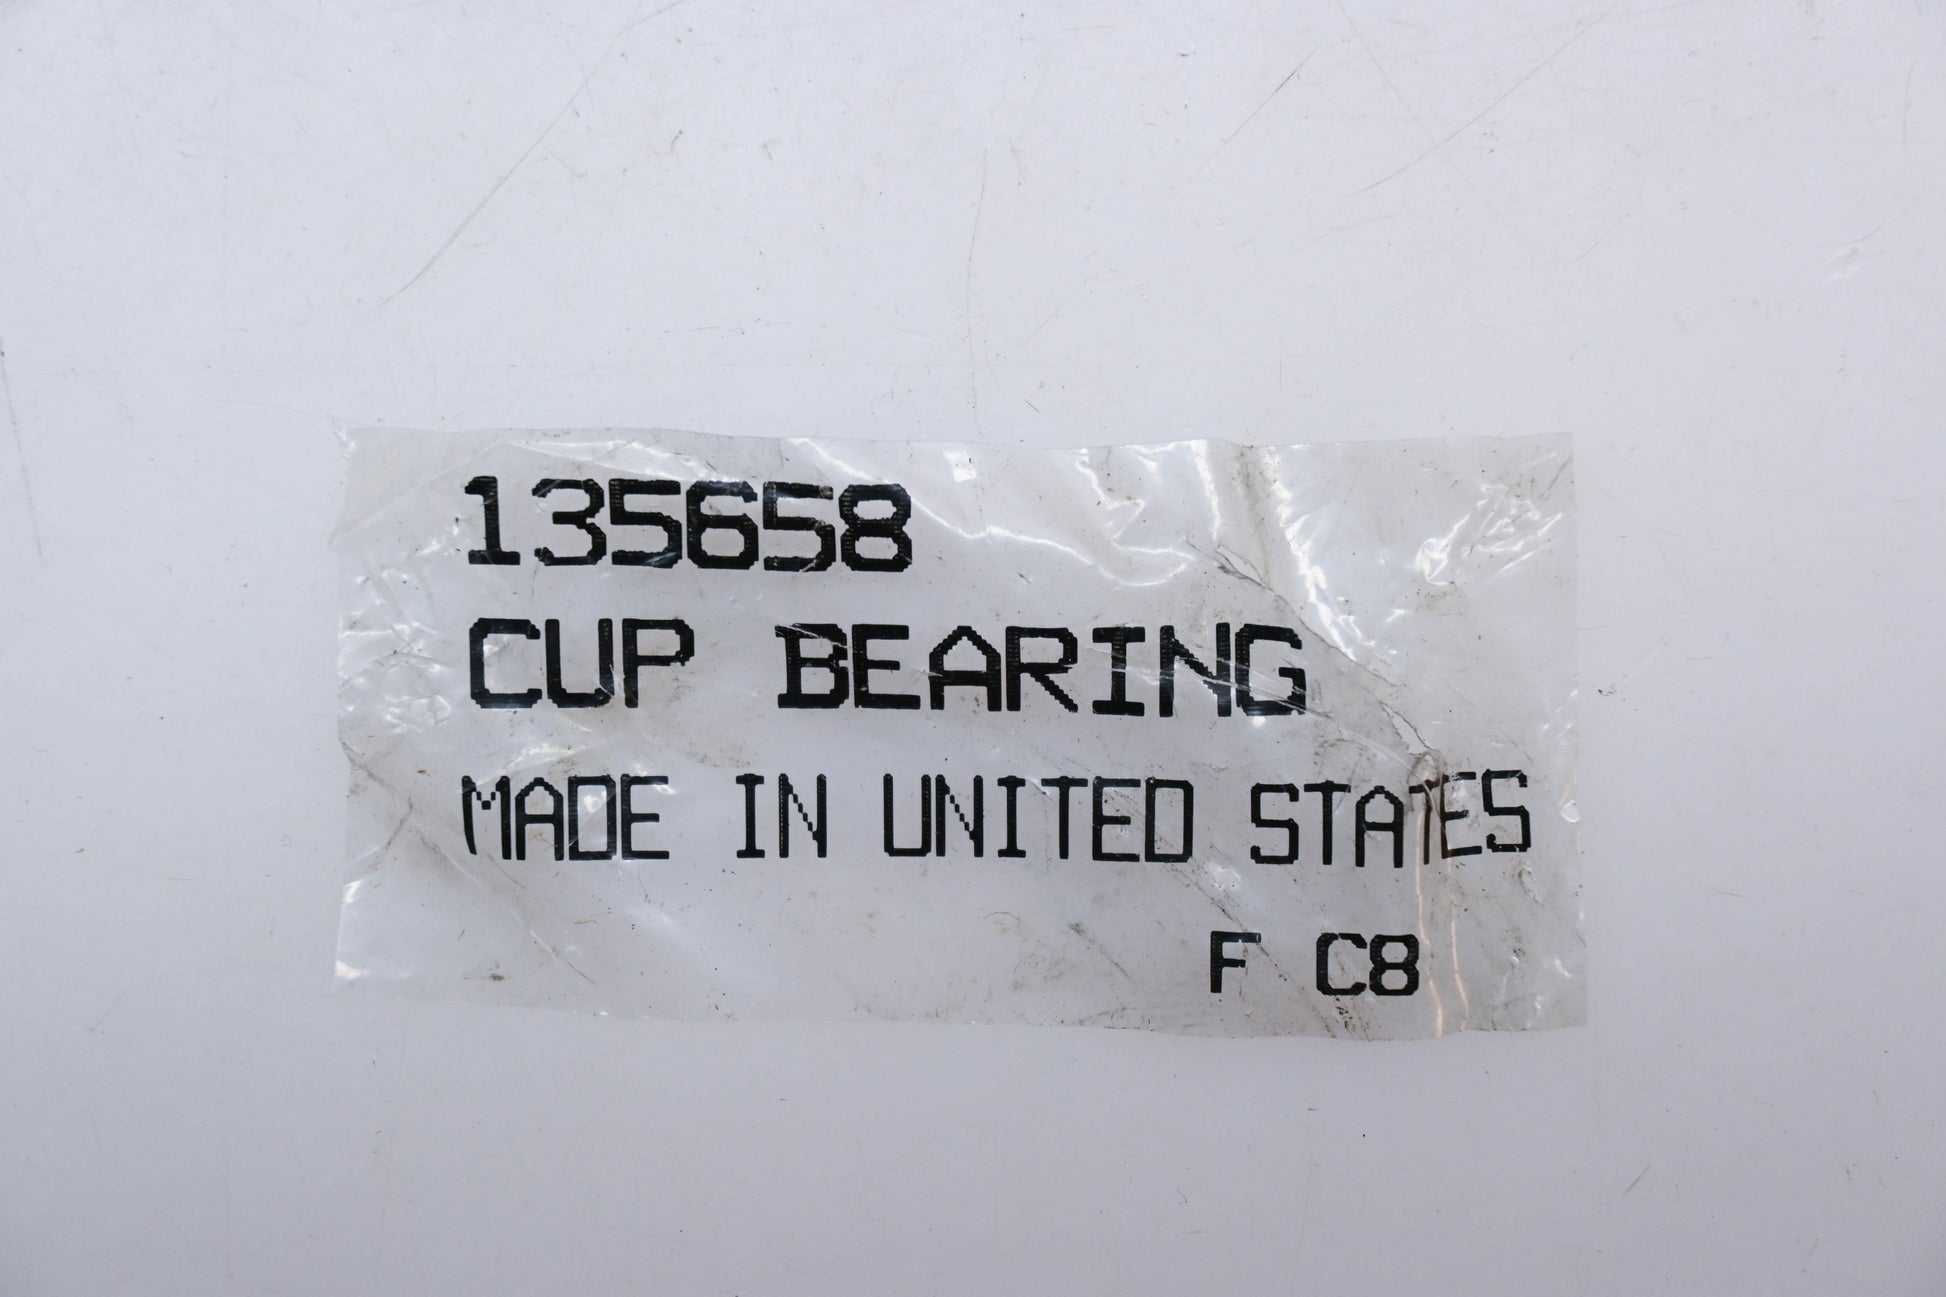 135658
CUP BEARING
MADE IN UNITED STATES
F C8